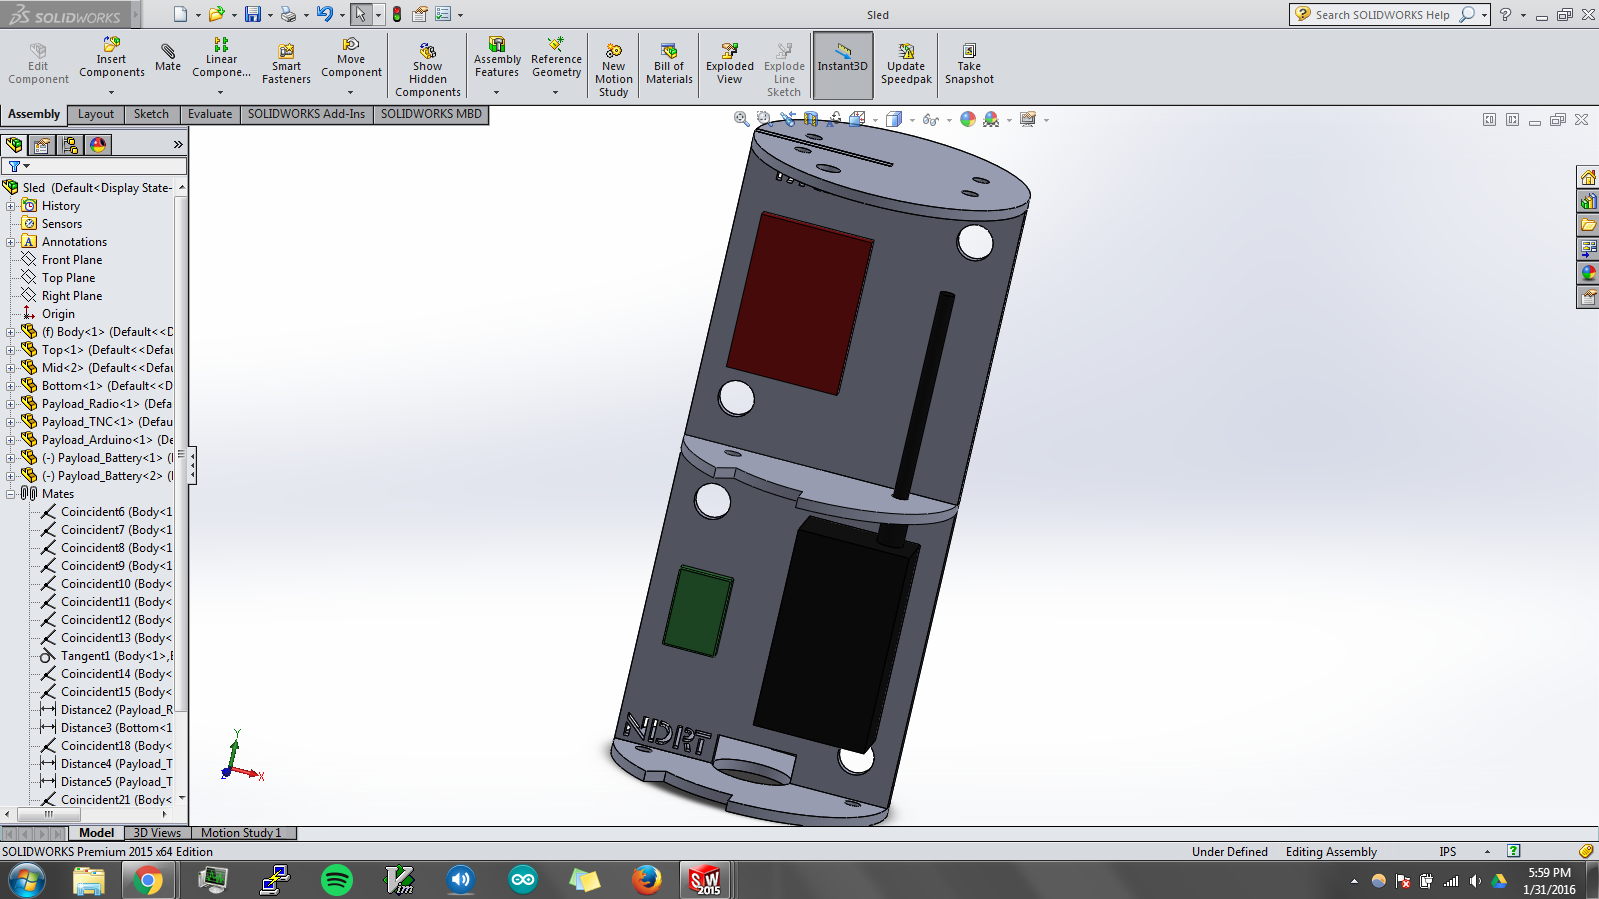 SOLIDWORKS
Sled
Search SOLIDWORKS Help
Edit Component
Insert Components
Mate
Linear Compone...
Smart Fasteners
Move Component
Show Hidden Components
Assembly Features
Reference Geometry
New Motion Study
Bill of Materials
Exploded View
Explode Line Sketch
Instant3D
Update Speedpak
Take Snapshot
Assembly
Layout
Sketch
Evaluate
SOLIDWORKS Add-Ins
SOLIDWORKS MBD
Sled (Default<Display State-
History
Sensors
Annotations
Front Plane
Top Plane
Right Plane
Origin
(f) Body<1> (Default<<D
Top<1> (Default<<Defau
Mid<2> (Default<<Defau
Bottom<1> (Default<<D
Payload_Radio<1> (Defa
Payload_TNC<1> (Defau
Payload_Arduino<1> (De
(-) Payload_Battery<1> (I
(-) Payload_Battery<2> (I
Mates
Coincident6 (Body<1
Coincident7 (Body<1
Coincident8 (Body<1
Coincident9 (Body<1
Coincident10 (Body<
Coincident11 (Body<
Coincident12 (Body<
Coincident13 (Body<
Tangent1 (Body<1>,E
Coincident14 (Body<
Coincident15 (Body<
Distance2 (Payload_R
Distance3 (Bottom<1
Coincident18 (Body<
Distance4 (Payload_T
Distance5 (Payload_T
Coincident21 (Body<
NDRT
Y
X
Z
Model
3D Views
Motion Study 1
SOLIDWORKS Premium 2015 x64 Edition
Under Defined
Editing Assembly
IPS
Vim
SW 2015
5:59 PM
1/31/2016